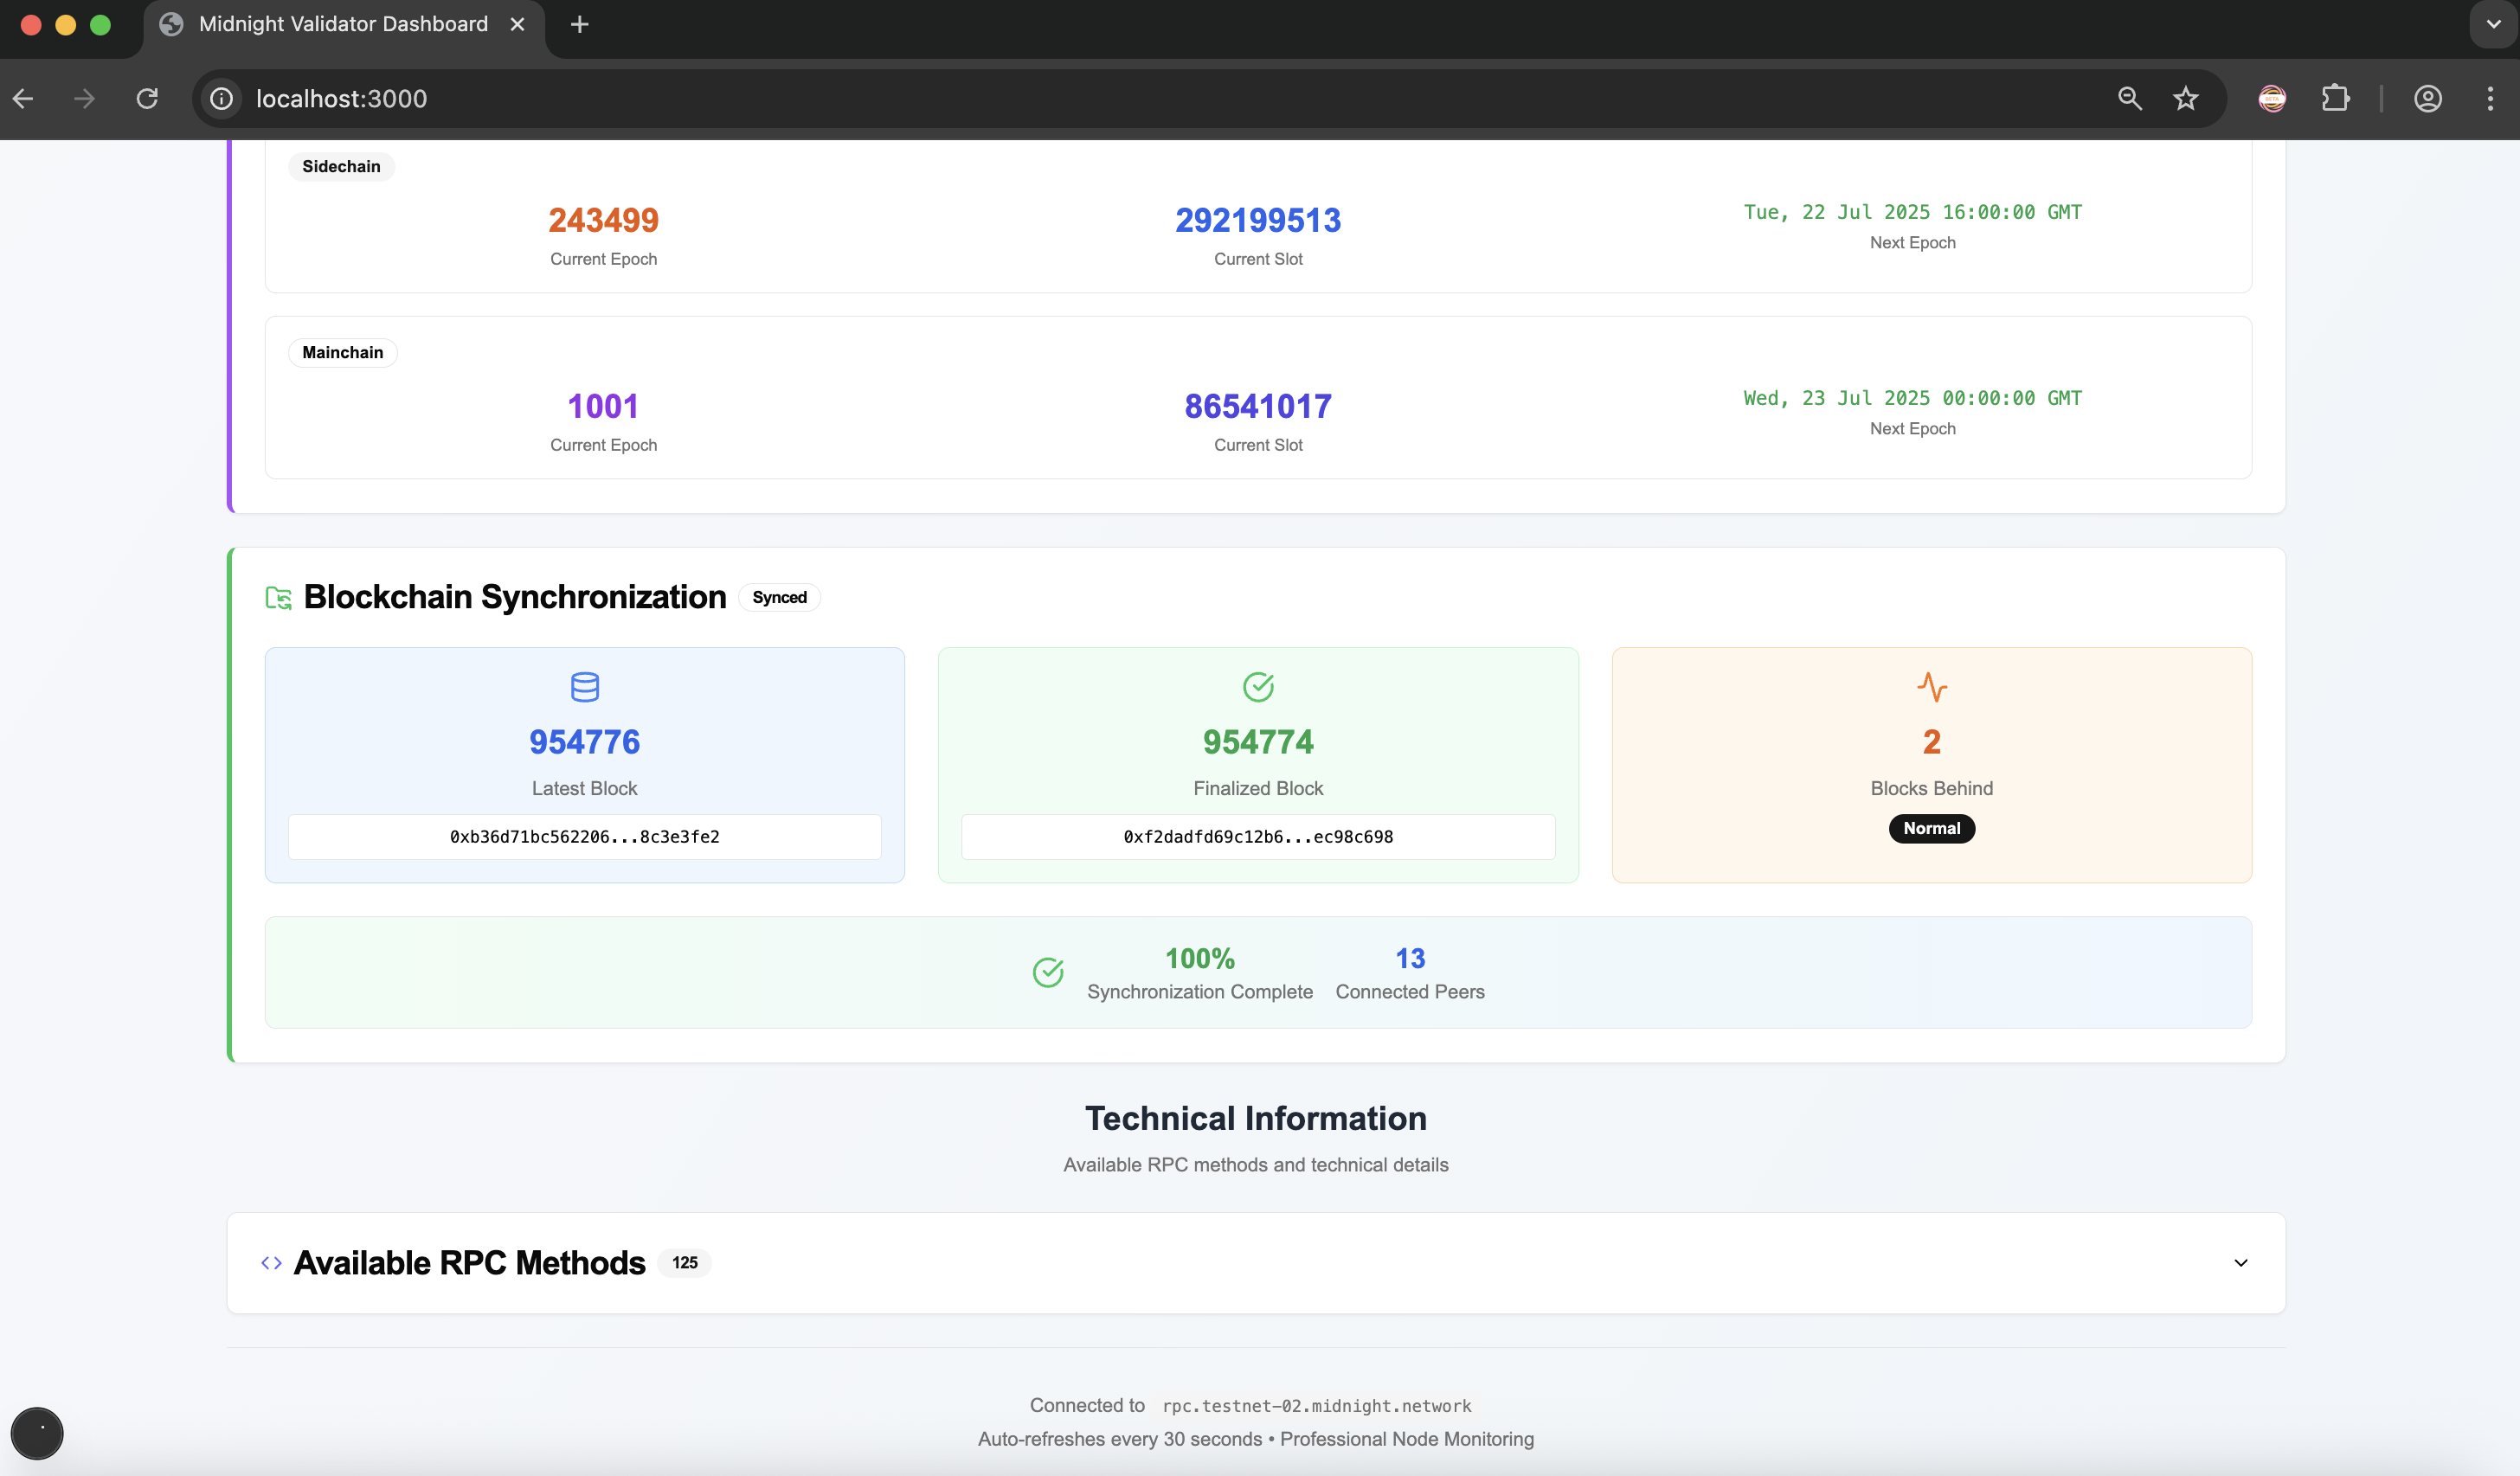 Midnight Validator Dashboard
localhost:3000
BETA
Sidechain
243499
Current Epoch
292199513
Current Slot
Tue, 22 Jul 2025 16:00:00 GMT
Next Epoch
Mainchain
1001
Current Epoch
86541017
Current Slot
Wed, 23 Jul 2025 00:00:00 GMT
Next Epoch
Blockchain Synchronization
Synced
954776
Latest Block
0xb36d71bc562206...8c3e3fe2
954774
Finalized Block
0xf2dadfd69c12b6...ec98c698
2
Blocks Behind
Normal
100%
Synchronization Complete
13
Connected Peers
Technical Information
Available RPC methods and technical details
Available RPC Methods
125
Connected to rpc.testnet-02.midnight.network
Auto-refreshes every 30 seconds • Professional Node Monitoring